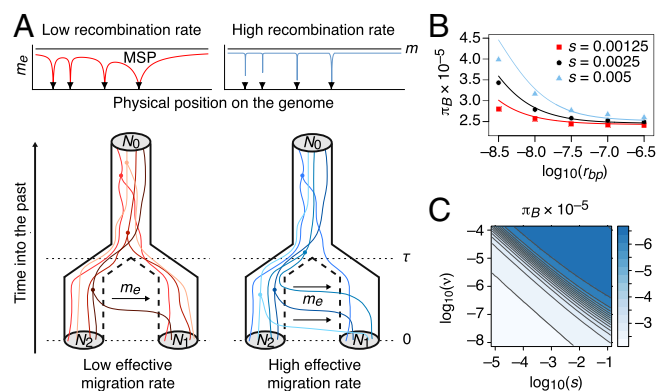 A
Low recombination rate
High recombination rate
mₑ
MSP
m
Physical position on the genome
Time into the past
N₀
N₀
τ
mₑ
mₑ
N₂
N₁
N₂
N₁
0
Low effective
migration rate
High effective
migration rate
B
π_B × 10⁻⁵
4.5
4.0
3.5
3.0
2.5
s = 0.00125
s = 0.0025
s = 0.005
−8.5 −8.0 −7.5 −7.0 −6.5
log10(r_bp)
C
π_B × 10⁻⁵
log10(ν)
−4
−5
−6
−7
−8
−5 −4 −3 −2 −1
log10(s)
−6
−5
−4
−3
−2